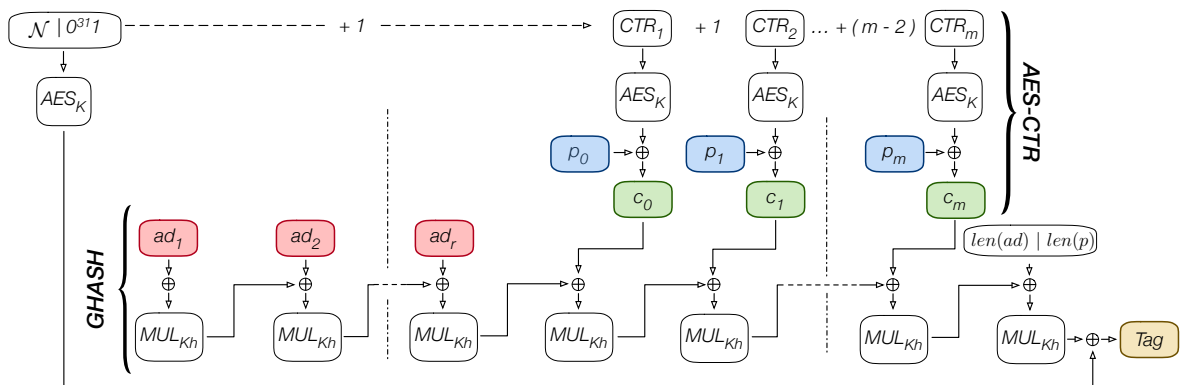 𝒩 | 0³¹1 + 1 CTR₁ + 1 CTR₂ ... + ( m - 2 ) CTRₘ
AES_K AES_K AES_K AES_K
AES-CTR
p₀ p₁ pₘ
c₀ c₁ cₘ
GHASH
ad₁ ad₂ adᵣ len(ad) | len(p)
MUL_Kh MUL_Kh MUL_Kh MUL_Kh MUL_Kh MUL_Kh MUL_Kh Tag